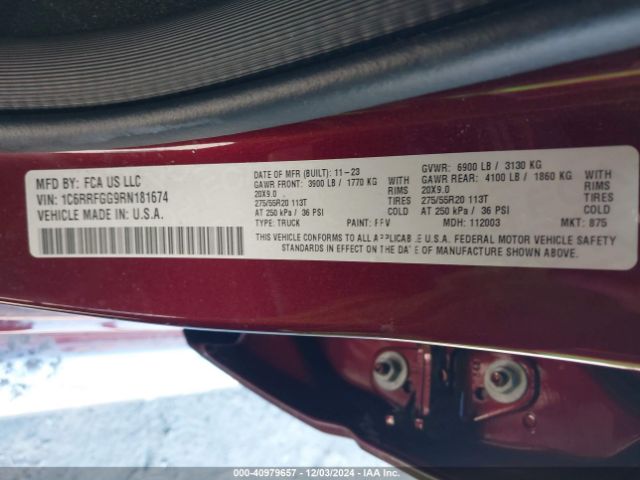 MFD BY: FCA US LLC
VIN: 1C6RRFGG9RN181674
VEHICLE MADE IN U.S.A.
DATE OF MFR (BUILT): 11-23
GAWR FRONT: 3900 LB / 1770 KG WITH
20X9.0 RIMS
275/55R20 113T TIRES
AT 250 kPa / 36 PSI
TYPE: TRUCK PAINT:
GVWR: 6900 LB / 3130 KG
GAWR REAR: 4100 LB / 1860 KG WITH
20X9.0 RIMS
275/55R20 113T TIRES
AT 250 kPa / 36 PSI
MDH: 112003 MKT: B75
THIS VEHICLE CONFORMS TO ALL APPLICABLE U.S. FEDERAL MOTOR VEHICLE SAFETY
STANDARDS IN EFFECT ON THE DATE OF MANUFACTURE SHOWN ABOVE.
000-40979657 - 12/03/2024 - IAA Inc.